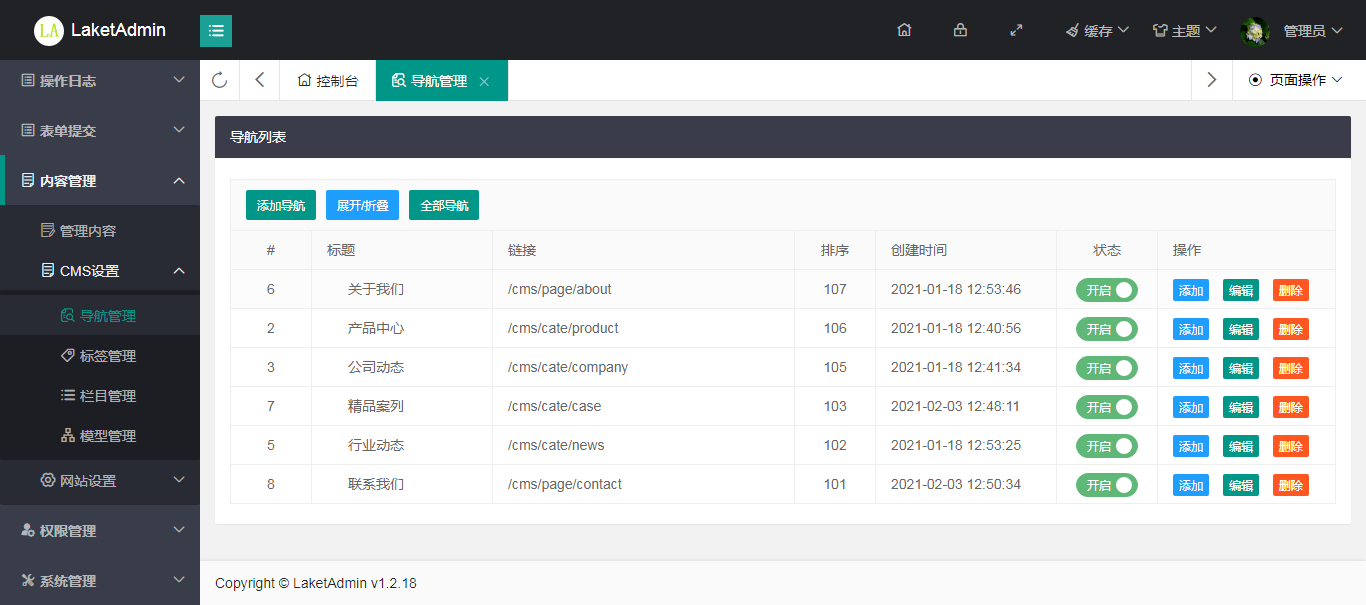 LA LaketAdmin 缓存 主题 管理员
操作日志
表单提交
内容管理
管理内容
CMS设置
导航管理
标签管理
栏目管理
模型管理
网站设置
权限管理
系统管理
控制台 导航管理 页面操作
导航列表
添加导航 展开/折叠 全部导航
# 标题 链接 排序 创建时间 状态 操作
6 关于我们 /cms/page/about 107 2021-01-18 12:53:46 开启 添加 编辑 删除
2 产品中心 /cms/cate/product 106 2021-01-18 12:40:56 开启 添加 编辑 删除
3 公司动态 /cms/cate/company 105 2021-01-18 12:41:34 开启 添加 编辑 删除
7 精品案列 /cms/cate/case 103 2021-02-03 12:48:11 开启 添加 编辑 删除
5 行业动态 /cms/cate/news 102 2021-01-18 12:53:25 开启 添加 编辑 删除
8 联系我们 /cms/page/contact 101 2021-02-03 12:50:34 开启 添加 编辑 删除
Copyright © LaketAdmin v1.2.18